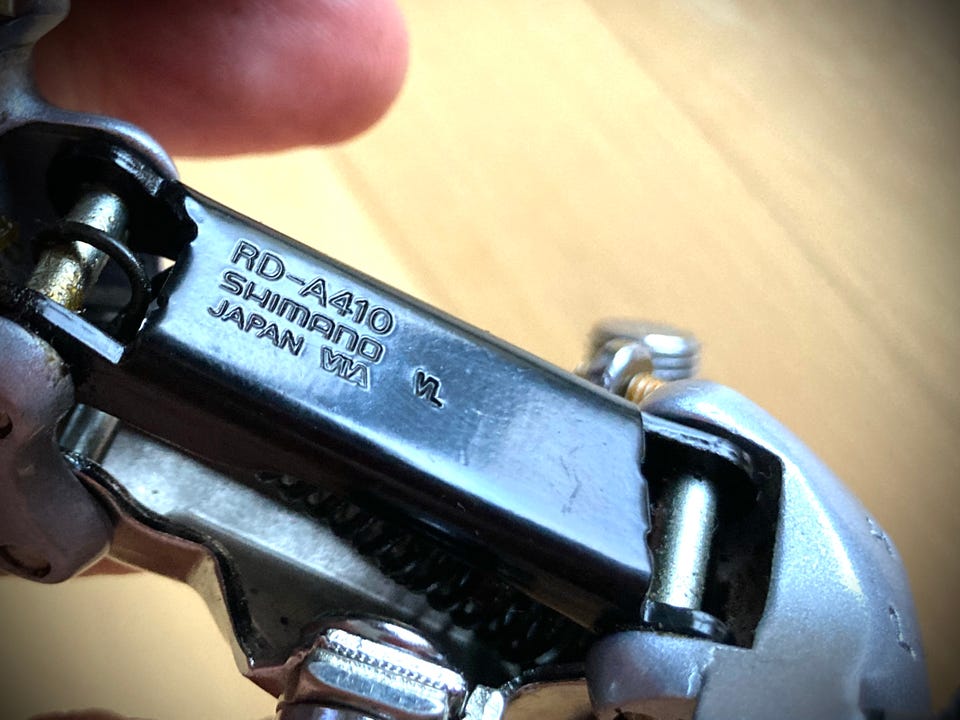 RD-A410
SHIMANO
JAPAN VIA
VL